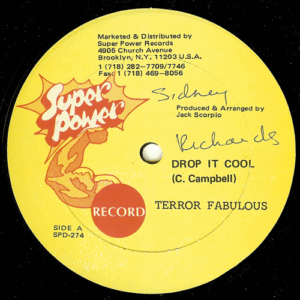 Marketed & Distributed by
Super Power Records
4905 Church Avenue
Brooklyn, N.Y. 11203 U.S.A.
1 (718) 282-7709/7746
Fax: 1 (718) 469-8056
Super
Power
Sidney
Produced & Arranged by
Jack Scorpio
Richards
DROP IT COOL
(C. Campbell)
RECORD
TERROR FABULOUS
SIDE A
SPD-274